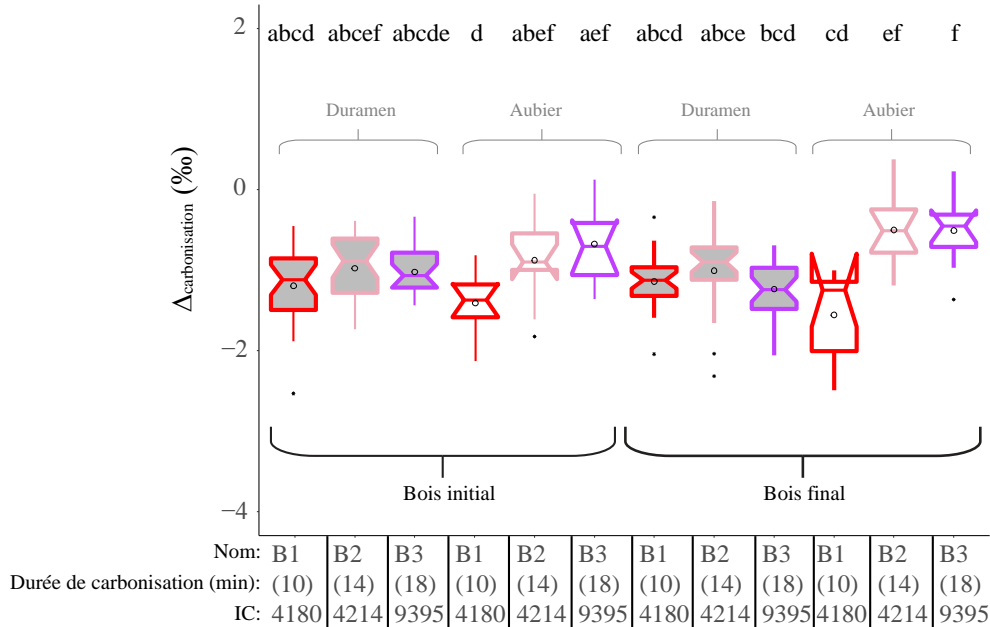 2
abcd abcef abcde d abef aef abcd abce bcd cd ef f
Duramen Aubier Duramen Aubier
0
Δcarbonisation (‰)
−2
Bois initial Bois final
−4
Nom: B1 B2 B3 B1 B2 B3 B1 B2 B3 B1 B2 B3
Durée de carbonisation (min): (10) (14) (18) (10) (14) (18) (10) (14) (18) (10) (14) (18)
IC: 4180 4214 9395 4180 4214 9395 4180 4214 9395 4180 4214 9395